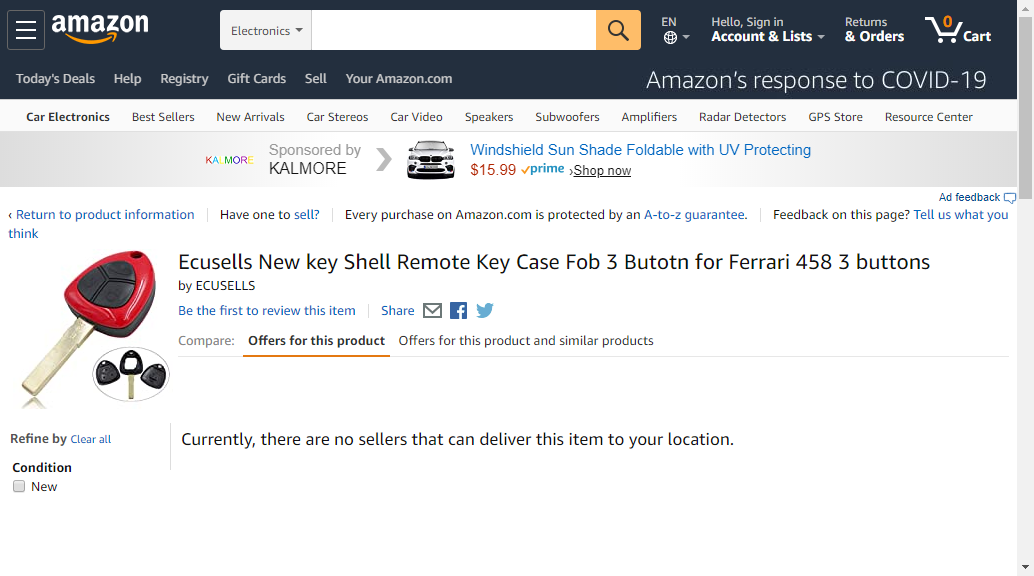 amazon
Electronics
EN
Hello, Sign in
Account & Lists
Returns
& Orders
0
Cart
Today's Deals Help Registry Gift Cards Sell Your Amazon.com
Amazon's response to COVID-19
Car Electronics Best Sellers New Arrivals Car Stereos Car Video Speakers Subwoofers Amplifiers Radar Detectors GPS Store Resource Center
KALMORE
Sponsored by
KALMORE
Windshield Sun Shade Foldable with UV Protecting
$15.99 prime ›Shop now
Ad feedback
‹ Return to product information Have one to sell? Every purchase on Amazon.com is protected by an A-to-z guarantee. Feedback on this page? Tell us what you
think
Ecusells New key Shell Remote Key Case Fob 3 Butotn for Ferrari 458 3 buttons
by ECUSELLS
Be the first to review this item Share
Compare: Offers for this product Offers for this product and similar products
Refine by Clear all
Currently, there are no sellers that can deliver this item to your location.
Condition
New